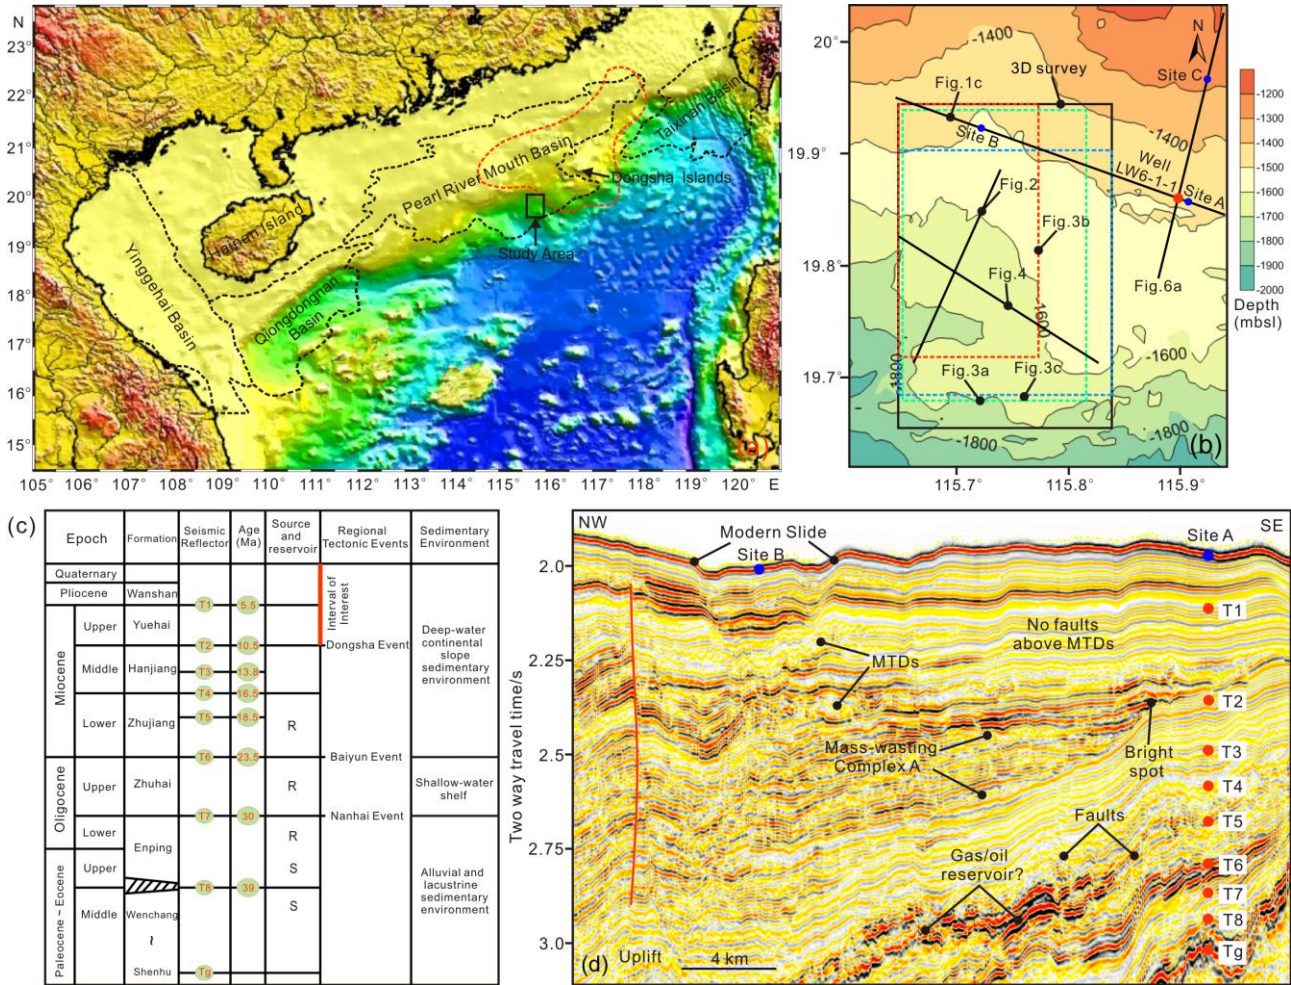 N
23°
22°
21°
20°
19°
18°
17°
16°
15°
105° 106° 107° 108° 109° 110° 111° 112° 113° 114° 115° 116° 117° 118° 119° 120° E
Taixinan Basin
Pearl River Mouth Basin
Dongsha Islands
Hainan Island
Study Area
Yinggehai Basin
Qiongdongnan
Basin
(a)
20°
19.9°
19.8°
19.7°
115.7°
115.8°
115.9°
-1400
N
3D survey
Site C
Fig.1c
-1400
Site B
Well
LW6-1-1
Site A
Fig.2
Fig.3b
Fig.4
Fig.6a
-1600
-1600
-1800
Fig.3a
Fig.3c
-1800
-1800
(b)
-1200
-1300
-1400
-1500
-1600
-1700
-1800
-1900
-2000
Depth
(mbsl)
(c)
Epoch
Formation
Seismic
Reflector
Age
(Ma)
Source
and
reservoir
Regional
Tectonic Events
Sedimentary
Environment
Quaternary
Pliocene
Wanshan
Interval of
Interest
T1
5.5
Miocene
Upper
Yuehai
T2
10.5
Dongsha Event
Deep-water
continental
slope
sedimentary
environment
Middle
Hanjiang
T3
13.8
T4
16.5
Lower
Zhujiang
T5
18.5
R
T6
23.5
Baiyun Event
Oligocene
Upper
Zhuhai
R
Shallow-water
shelf
T7
30
Nanhai Event
Lower
Enping
R
Paleocene ~ Eocene
Upper
S
T8
39
Alluvial and
lacustrine
sedimentary
environment
Middle
Wenchang
S
~
Shenhu
Tg
NW
SE
Modern Slide
Site B
Site A
Two way travel time/s
2.0
2.25
2.5
2.75
3.0
T1
No faults
above MTDs
MTDs
T2
Mass-wasting
Complex A
Bright
spot
T3
T4
T5
Faults
Gas/oil
reservoir?
T6
T7
T8
Tg
(d)
Uplift
4 km